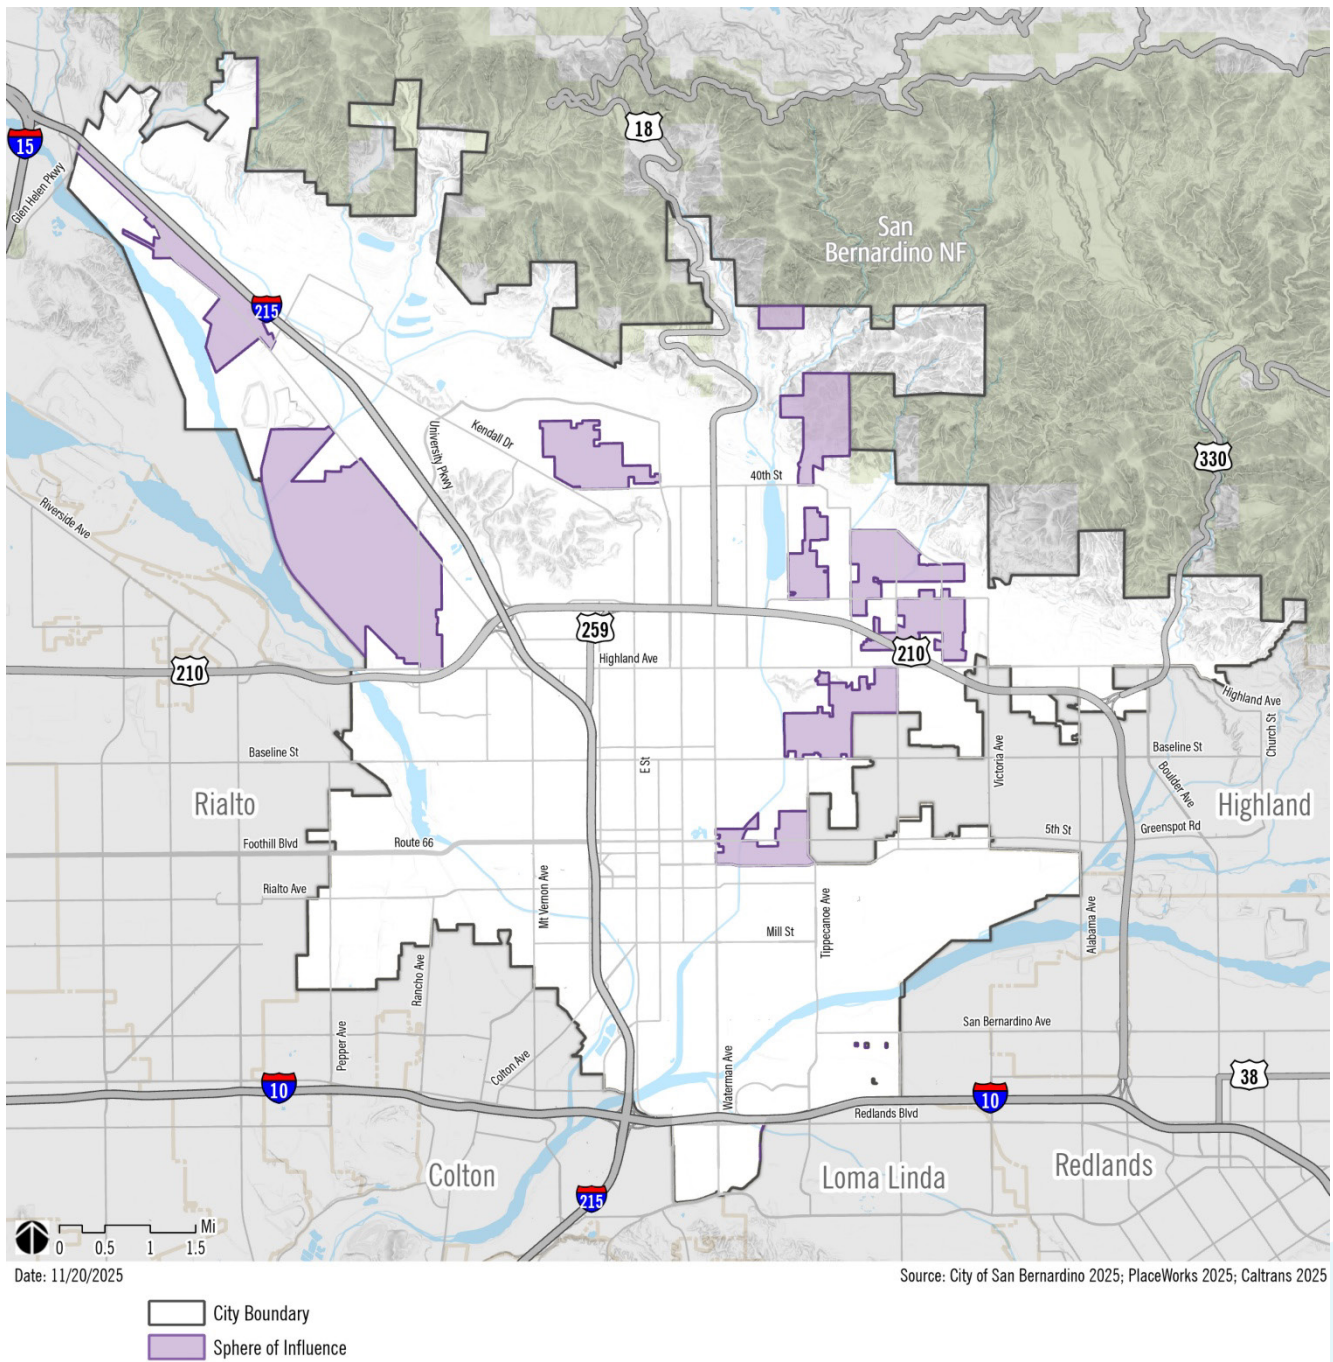 18
15
Glen Helen Pkwy
San
Bernardino NF
215
University Pkwy
Kendall Dr
40th St
330
Riverside Ave
259
210
Highland Ave
210
Highland Ave
Church St
Baseline St
E St
Victoria Ave
Baseline St
Boulder Ave
Rialto
Highland
Foothill Blvd
Route 66
5th St
Greenspot Rd
Rialto Ave
Mt Vernon Ave
Tippecanoe Ave
Alabama Ave
Mill St
Rancho Ave
Pepper Ave
Colton Ave
San Bernardino Ave
Waterman Ave
10
Redlands Blvd
10
38
Colton
Loma Linda
Redlands
215
Mi
0 0.5 1 1.5
Date: 11/20/2025
Source: City of San Bernardino 2025; PlaceWorks 2025; Caltrans 2025
City Boundary
Sphere of Influence